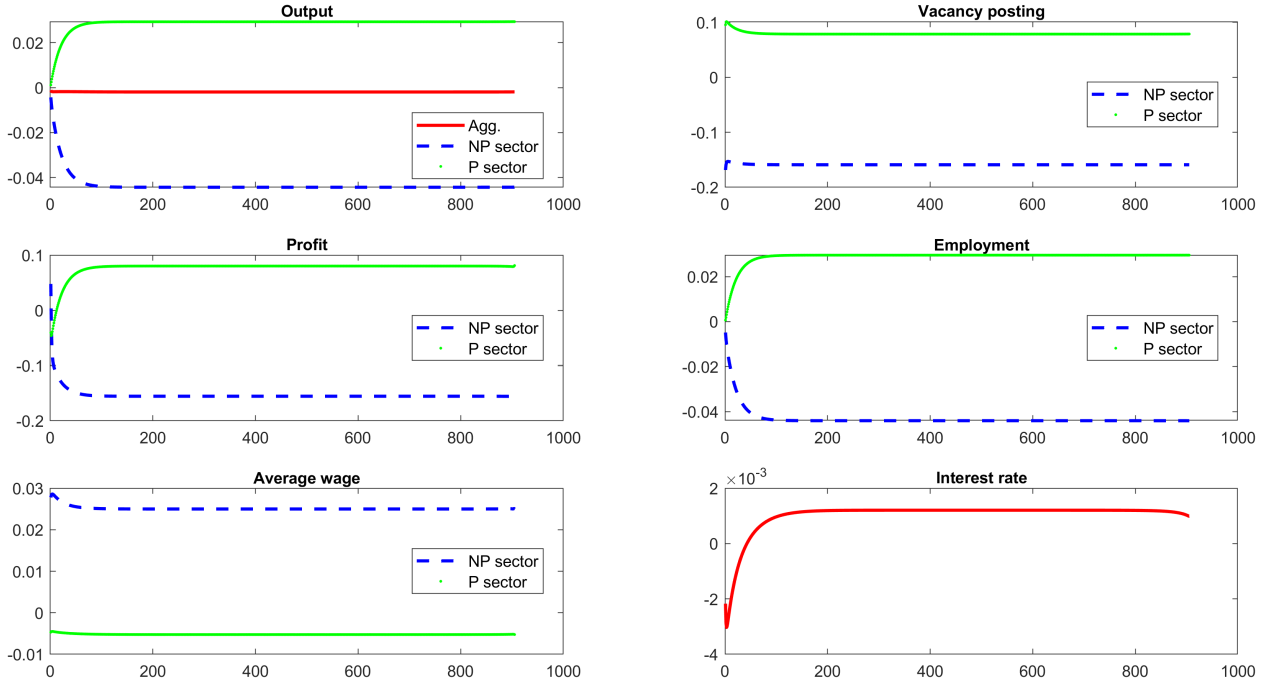 Output
0.02
0
-0.02
-0.04
0 200 400 600 800 1000
Agg.
NP sector
P sector
Vacancy posting
0.1
0
-0.1
-0.2
0 200 400 600 800 1000
NP sector
P sector
Profit
0.1
0
-0.1
-0.2
0 200 400 600 800 1000
NP sector
P sector
Employment
0.02
0
-0.02
-0.04
0 200 400 600 800 1000
NP sector
P sector
Average wage
0.03
0.02
0.01
0
-0.01
0 200 400 600 800 1000
NP sector
P sector
Interest rate
×10-3
2
0
-2
-4
0 200 400 600 800 1000